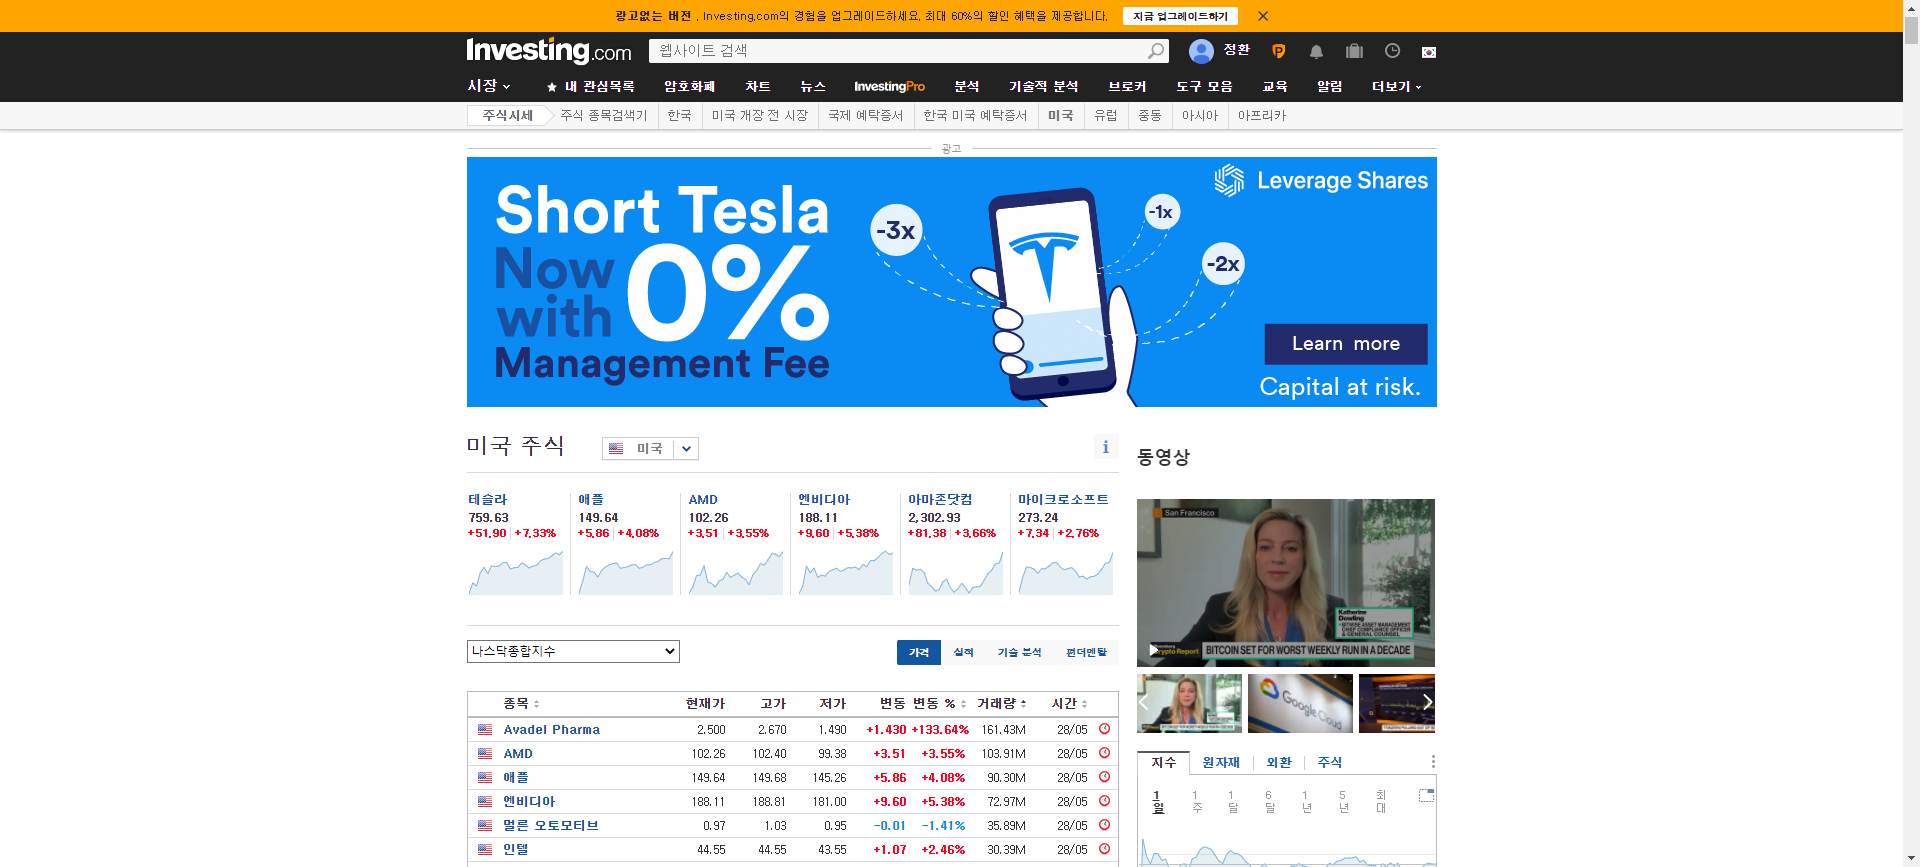 광고없는 버전 . Investing.com의 경험을 업그레이드하세요. 최대 60%의 할인 혜택을 제공합니다. 지금 업그레이드하기
Investing.com 웹사이트 검색 정환
시장 내 관심목록 암호화폐 차트 뉴스 InvestingPro 분석 기술적 분석 브로커 도구 모음 교육 알림 더보기
주식시세 주식 종목검색기 한국 미국 개장 전 시장 국제 예탁증서 한국 미국 예탁증서 미국 유럽 중동 아시아 아프리카
광고
Short Tesla
Now with 0%
Management Fee
-3x
-1x
-2x
Leverage Shares
Learn more
Capital at risk.
미국 주식 미국
동영상
테슬라 애플 AMD 엔비디아 아마존닷컴 마이크로소프트
759.63 149.64 102.26 188.11 2,302.93 273.24
+51.90 +7.33% +5.86 +4.08% +3.51 +3.55% +9.60 +5.38% +81.38 +3.66% +7.34 +2.76%
San Francisco
Katherine
Dowling
BITWISE ASSET MANAGEMENT
CHIEF COMPLIANCE OFFICER
& GENERAL COUNSEL
Crypto Report
BITCOIN SET FOR WORST WEEKLY RUN IN A DECADE
Google Cloud
나스닥종합지수 가격 실적 기술 분석 펀더멘탈
종목 현재가 고가 저가 변동 변동 % 거래량 시간
Avadel Pharma 2.500 2.670 1.490 +1.430 +133.64% 161.43M 28/05
AMD 102.26 102.40 99.38 +3.51 +3.55% 103.91M 28/05
애플 149.64 149.68 145.26 +5.86 +4.08% 90.30M 28/05
엔비디아 188.11 188.81 181.00 +9.60 +5.38% 72.97M 28/05
멀른 오토모티브 0.97 1.03 0.95 -0.01 -1.41% 35.89M 28/05
인텔 44.55 44.55 43.55 +1.07 +2.46% 30.39M 28/05
지수 원자재 외환 주식
1일 1주 1달 6달 1년 5년 최대